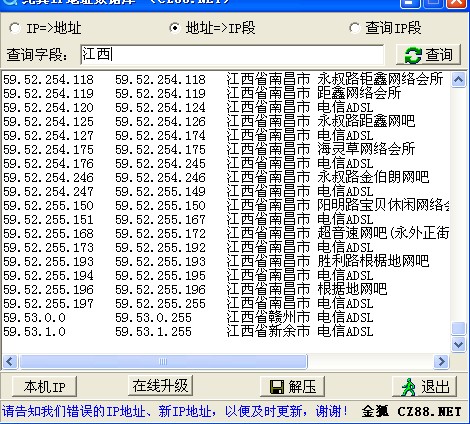 纯真IP地址数据库 (CZ88.NET)
IP=>地址 地址=>IP段 查询IP段
查询字段: 江西 查询
59.52.254.118 59.52.254.118 江西省南昌市 永叔路钜鑫网络会所
59.52.254.119 59.52.254.119 江西省南昌市 距鑫网络会所
59.52.254.120 59.52.254.124 江西省南昌市 电信ADSL
59.52.254.125 59.52.254.126 江西省南昌市 永叔路钜鑫网吧
59.52.254.127 59.52.254.174 江西省南昌市 电信ADSL
59.52.254.175 59.52.254.175 江西省南昌市 海灵草网络会所
59.52.254.176 59.52.254.245 江西省南昌市 电信ADSL
59.52.254.246 59.52.254.246 江西省南昌市 永叔路金伯朗网吧
59.52.254.247 59.52.255.149 江西省南昌市 电信ADSL
59.52.255.150 59.52.255.150 江西省南昌市 阳明路宝贝休闲网络会
59.52.255.151 59.52.255.167 江西省南昌市 电信ADSL
59.52.255.168 59.52.255.172 江西省南昌市 超音速网吧(永外正街
59.52.255.173 59.52.255.192 江西省南昌市 电信ADSL
59.52.255.193 59.52.255.193 江西省南昌市 胜利路根椐地网吧
59.52.255.194 59.52.255.195 江西省南昌市 电信ADSL
59.52.255.196 59.52.255.196 江西省南昌市 根据地网吧
59.52.255.197 59.52.255.255 江西省南昌市 电信ADSL
59.53.0.0 59.53.0.255 江西省赣州市 电信ADSL
59.53.1.0 59.53.1.255 江西省新余市 电信ADSL
本机IP 在线升级 解压 退出
请告知我们错误的IP地址、新IP地址，以便及时更新，谢谢! 金狐 CZ88.NET